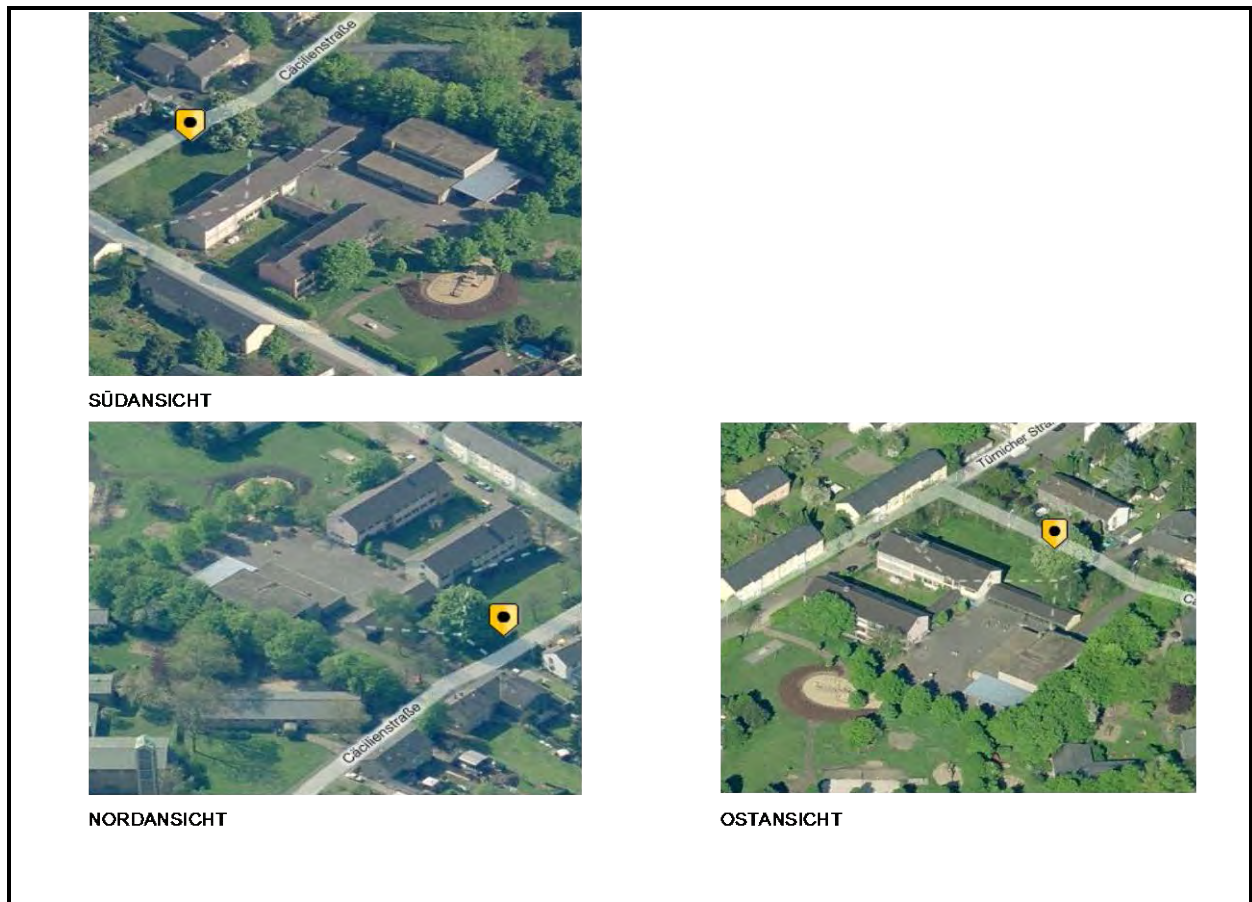 Cäcilienstraße
SÜDANSICHT
Türnicher Stra
Cäcilienstraße
NORDANSICHT
OSTANSICHT